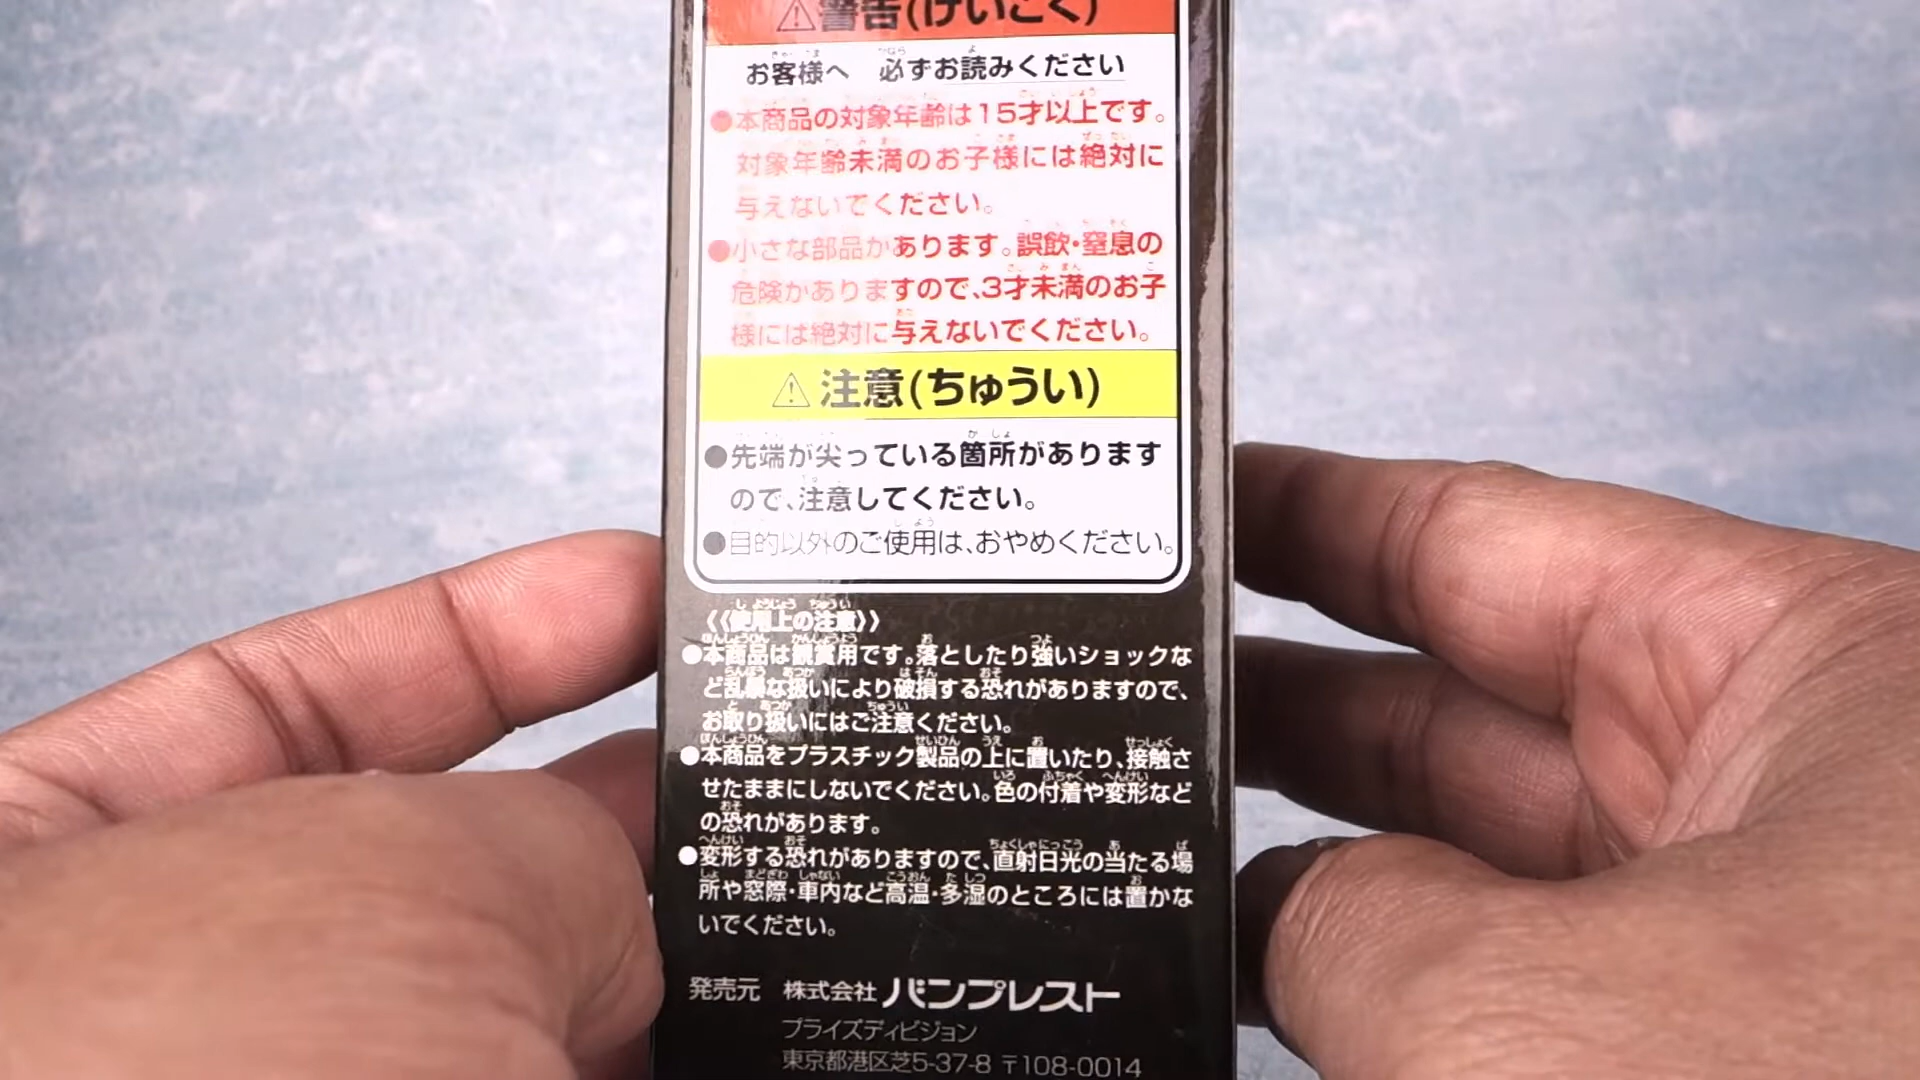 ⚠警告(けいこく)
お客様へ 必ずお読みください
●本商品の対象年齢は15才以上です。
対象年齢未満のお子様には絶対に
与えないでください。
●小さな部品があります。誤飲・窒息の
危険がありますので、3才未満のお子
様には絶対に与えないでください。
⚠注意(ちゅうい)
●先端が尖っている箇所があります
ので、注意してください。
●目的以外のご使用は、おやめください。
《使用上の注意》
●本商品は観賞用です。落としたり強いショックな
ど乱暴な扱いにより破損する恐れがありますので、
お取り扱いにはご注意ください。
●本商品をプラスチック製品の上に置いたり、接触さ
せたままにしないでください。色の付着や変形など
の恐れがあります。
●変形する恐れがありますので、直射日光の当たる場
所や窓際・車内など高温・多湿のところには置かな
いでください。
発売元 株式会社バンプレスト
プライズディビジョン
東京都港区芝5-37-8 〒108-0014